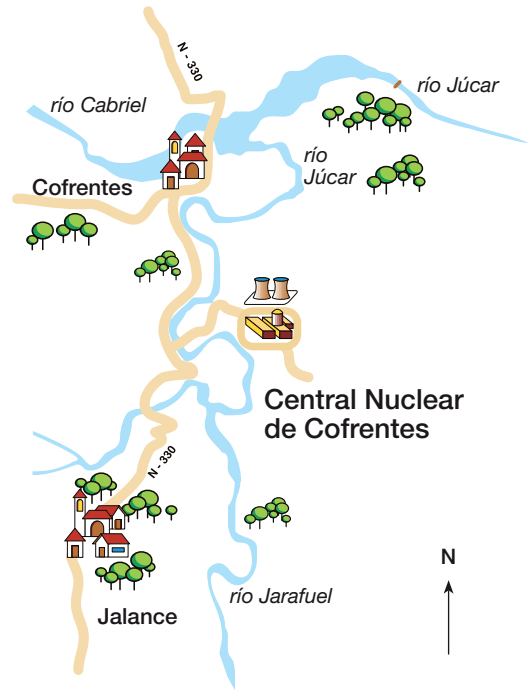 N - 330
río Cabriel
río Júcar
río
Júcar
Cofrentes
Central Nuclear
de Cofrentes
N - 330
N
río Jarafuel
Jalance